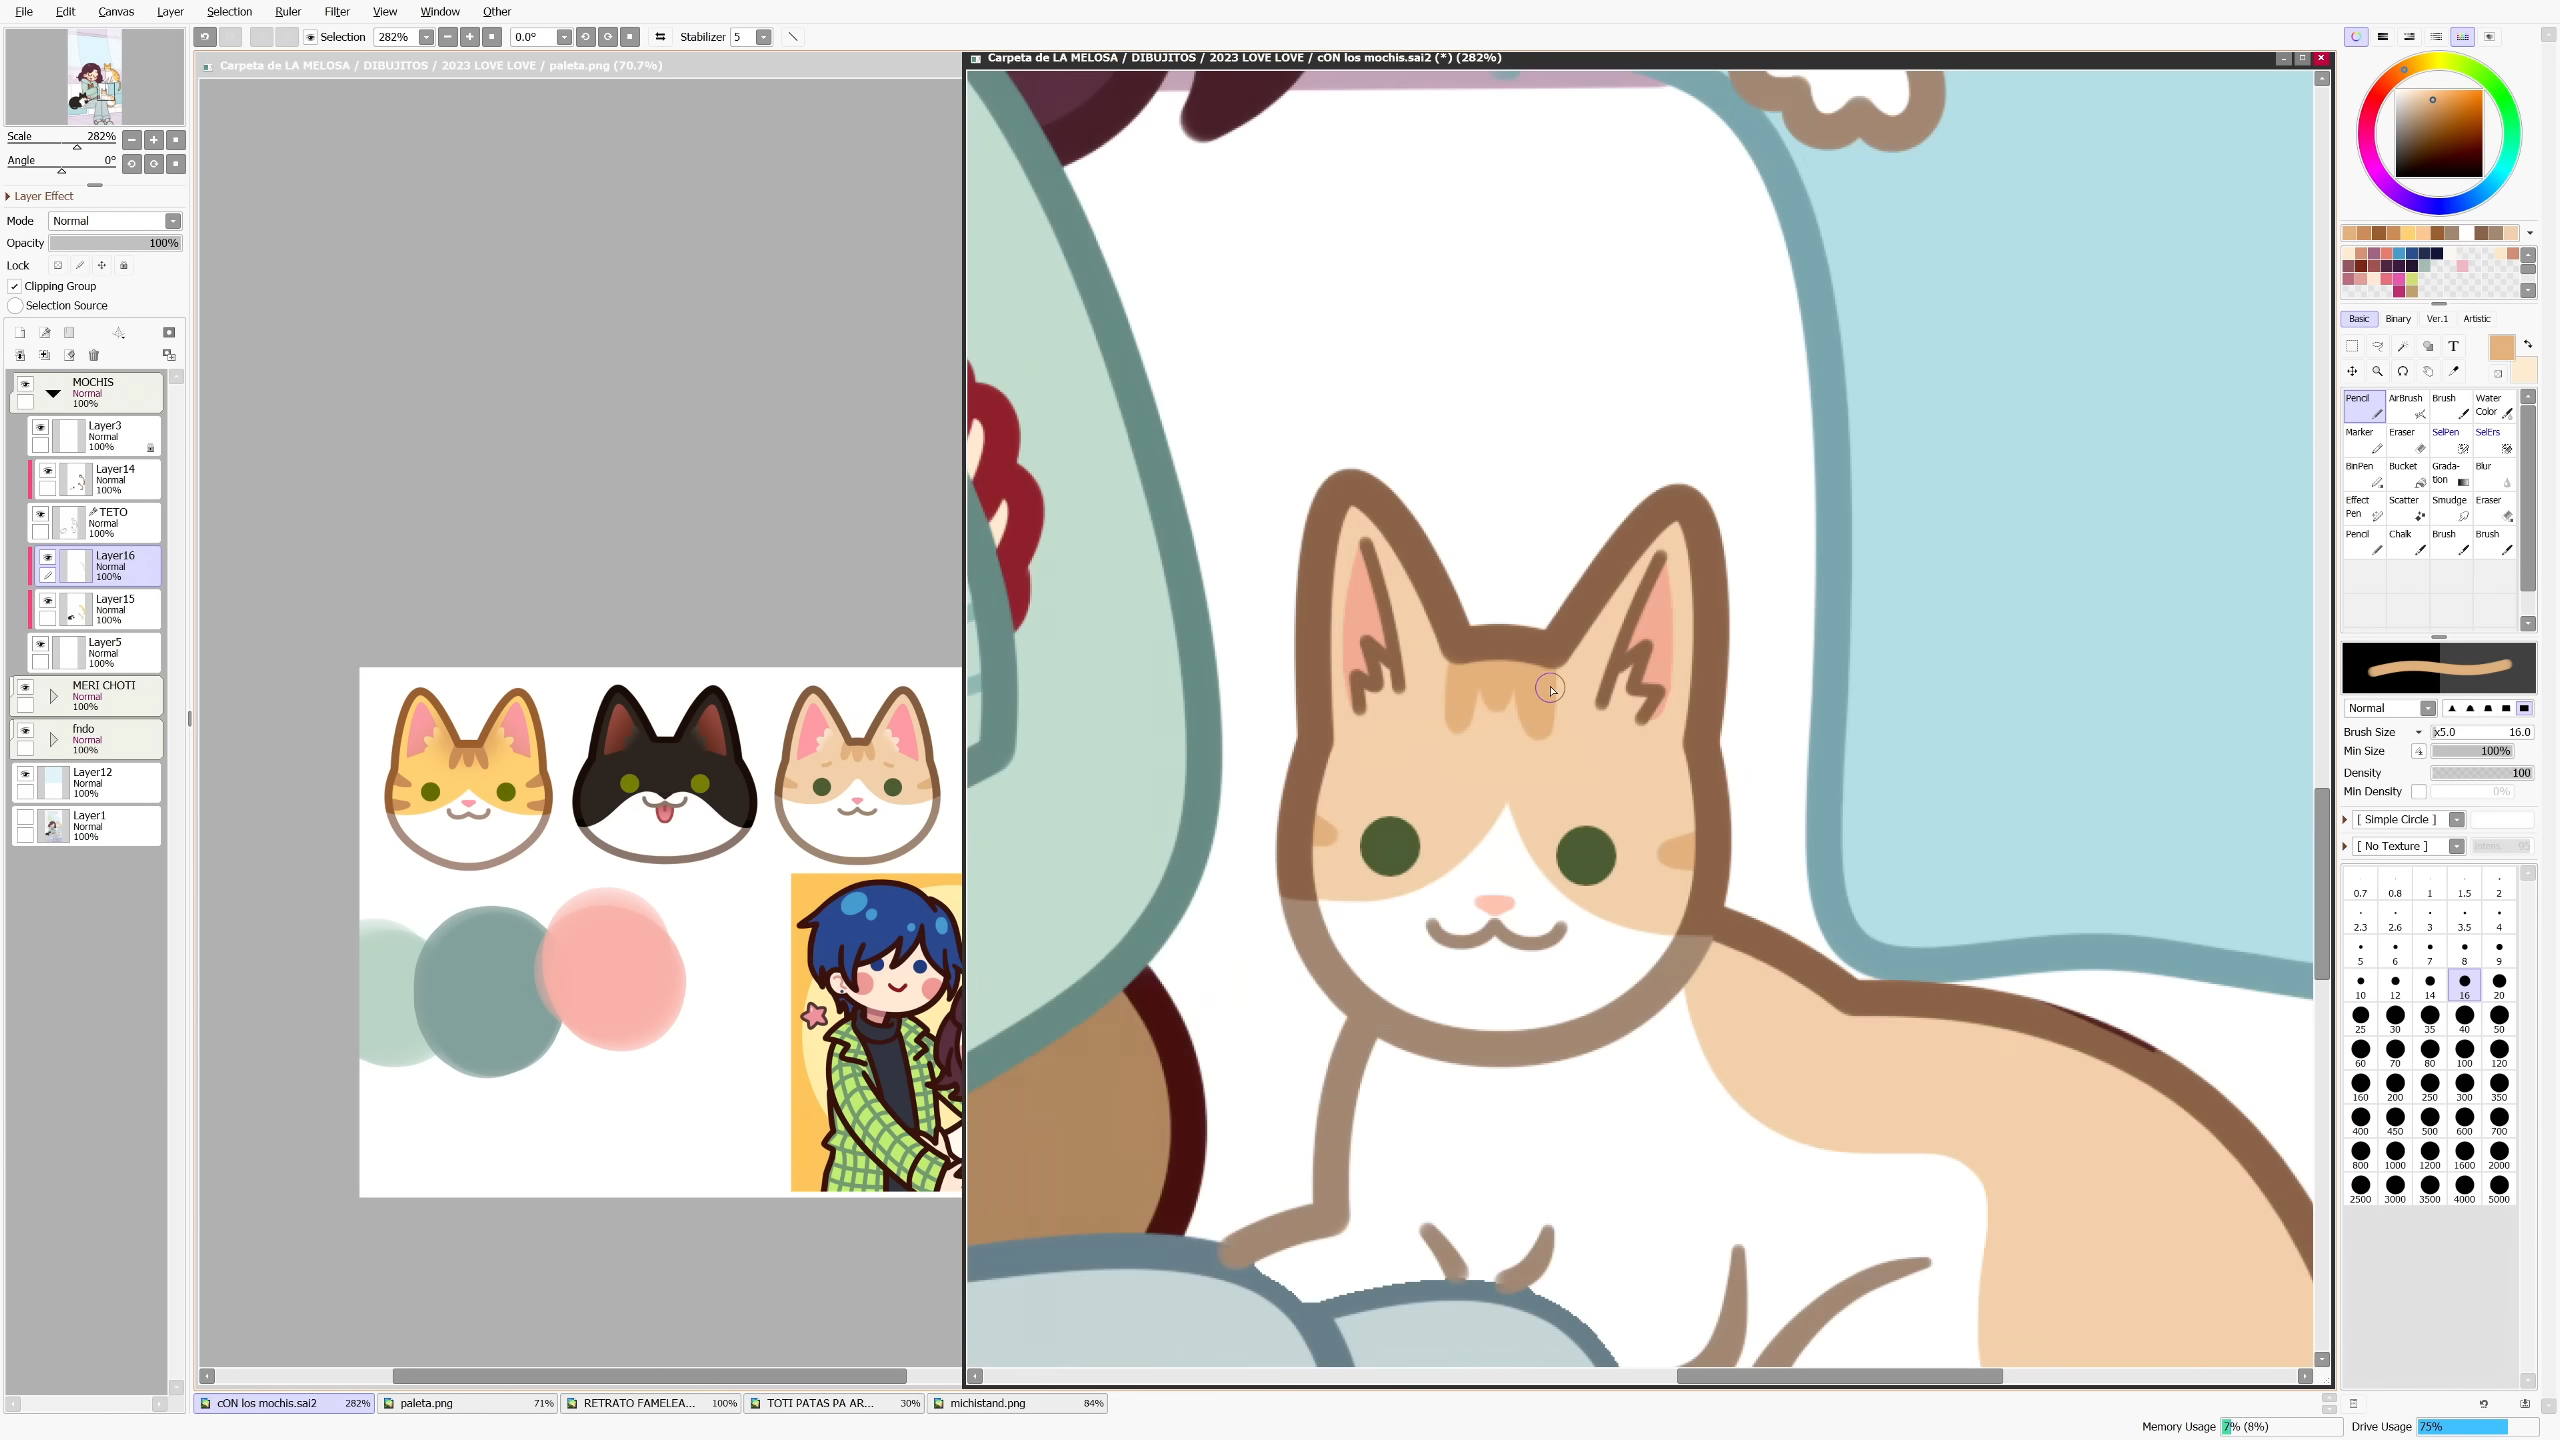 File Edit Canvas Layer Selection Ruler Filter View Window Other
Selection 282% 0.0° Stabilizer 5
Carpeta de LA MELOSA / DIBUJITOS / 2023 LOVE LOVE / paleta.png (70.7%)
Carpeta de LA MELOSA / DIBUJITOS / 2023 LOVE LOVE / cON los mochis.sai2 (*) (282%)
Scale 282%
Angle 0°
Layer Effect
Mode Normal
Opacity 100%
Lock
Clipping Group
Selection Source
MOCHIS
Normal
100%
Layer3
Normal
100%
Layer14
Normal
100%
TETO
Normal
100%
Layer16
Normal
100%
Layer15
Normal
100%
Layer5
Normal
100%
MERI CHOTI
Normal
100%
fndo
Normal
100%
Layer12
Normal
100%
Layer1
Normal
100%
Basic Binary Ver.1 Artistic
T
Pencil AirBrush Brush Water
Color
Marker Eraser SelPen SelErs
BinPen Bucket Grada-
tion Blur
Effect
Pen Scatter Smudge Eraser
Pencil Chalk Brush Brush
Normal
Brush Size x5.0 16.0
Min Size 100%
Density 100
Min Density 0%
[ Simple Circle ]
[ No Texture ] 95
0.7 0.8 1 1.5 2
2.3 2.6 3 3.5 4
5 6 7 8 9
10 12 14 16 20
25 30 35 40 50
60 70 80 100 120
160 200 250 300 350
400 450 500 600 700
800 1000 1200 1600 2000
2500 3000 3500 4000 5000
cON los mochis.sai2 282% paleta.png 71% RETRATO FAMELEA... 100% TOTI PATAS PA AR... 30% michistand.png 84%
Memory Usage 7% (8%) Drive Usage 75%